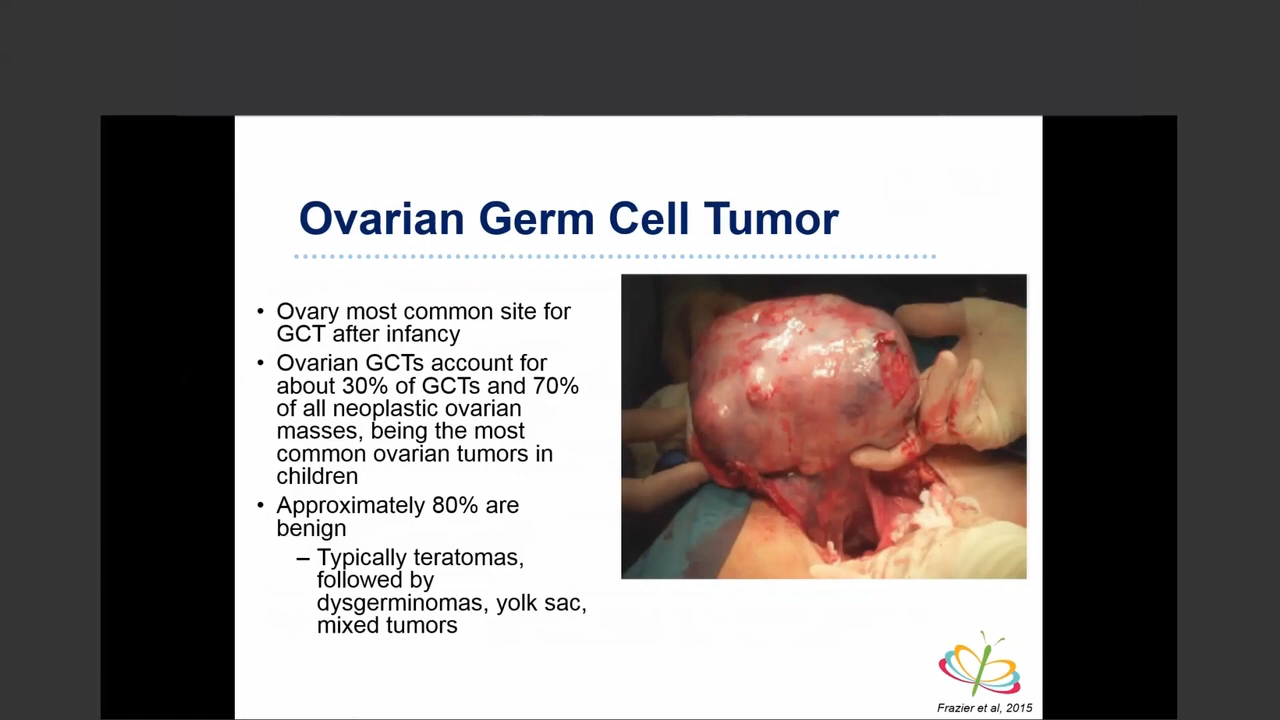 Ovarian Germ Cell Tumor
• Ovary most common site for
GCT after infancy
• Ovarian GCTs account for
about 30% of GCTs and 70%
of all neoplastic ovarian
masses, being the most
common ovarian tumors in
children
• Approximately 80% are
benign
– Typically teratomas,
followed by
dysgerminomas, yolk sac,
mixed tumors
Frazier et al, 2015